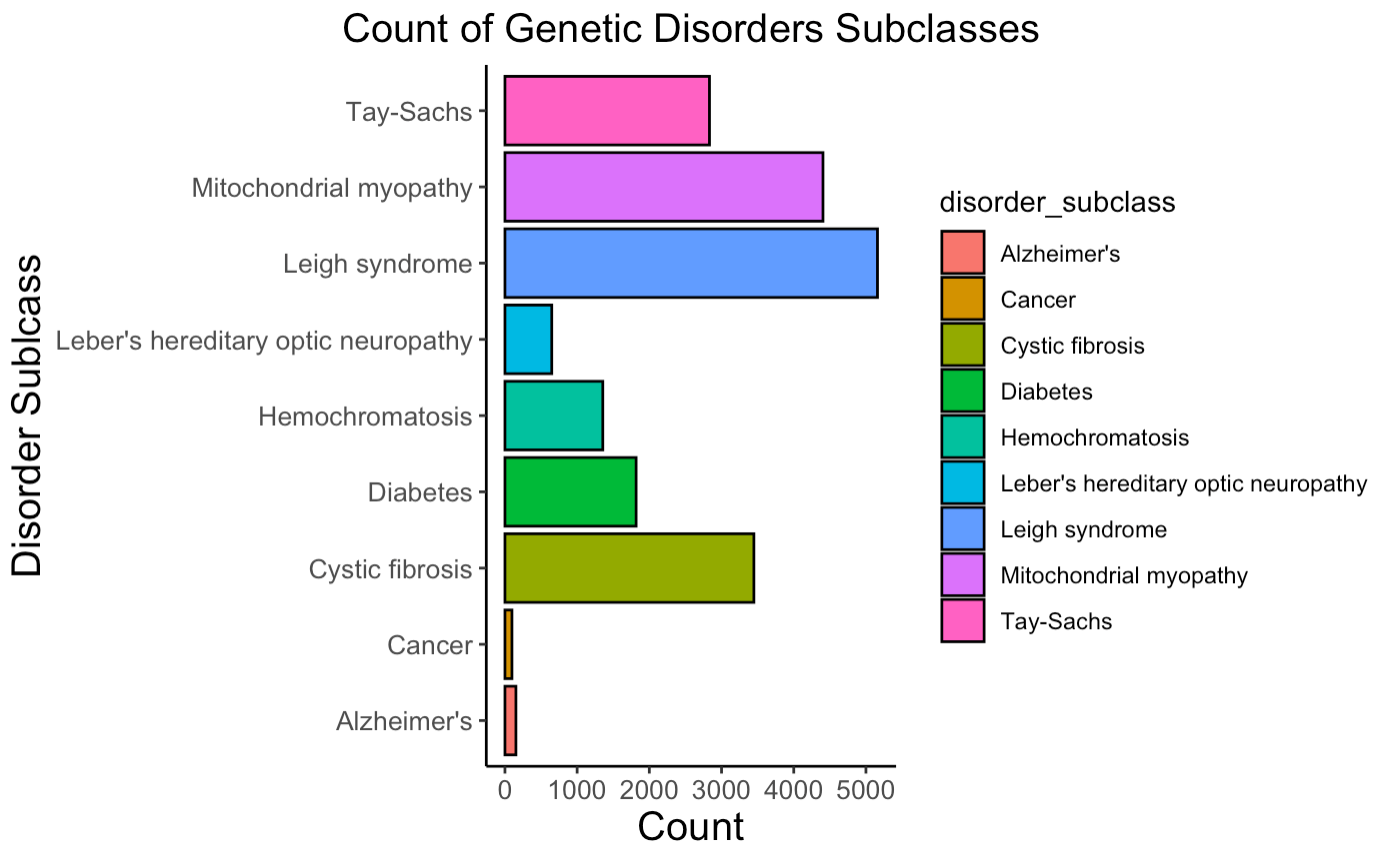 Count of Genetic Disorders Subclasses
Disorder Sublcass
Tay-Sachs
Mitochondrial myopathy
Leigh syndrome
Leber's hereditary optic neuropathy
Hemochromatosis
Diabetes
Cystic fibrosis
Cancer
Alzheimer's
0 1000 2000 3000 4000 5000
Count
disorder_subclass
Alzheimer's
Cancer
Cystic fibrosis
Diabetes
Hemochromatosis
Leber's hereditary optic neuropathy
Leigh syndrome
Mitochondrial myopathy
Tay-Sachs